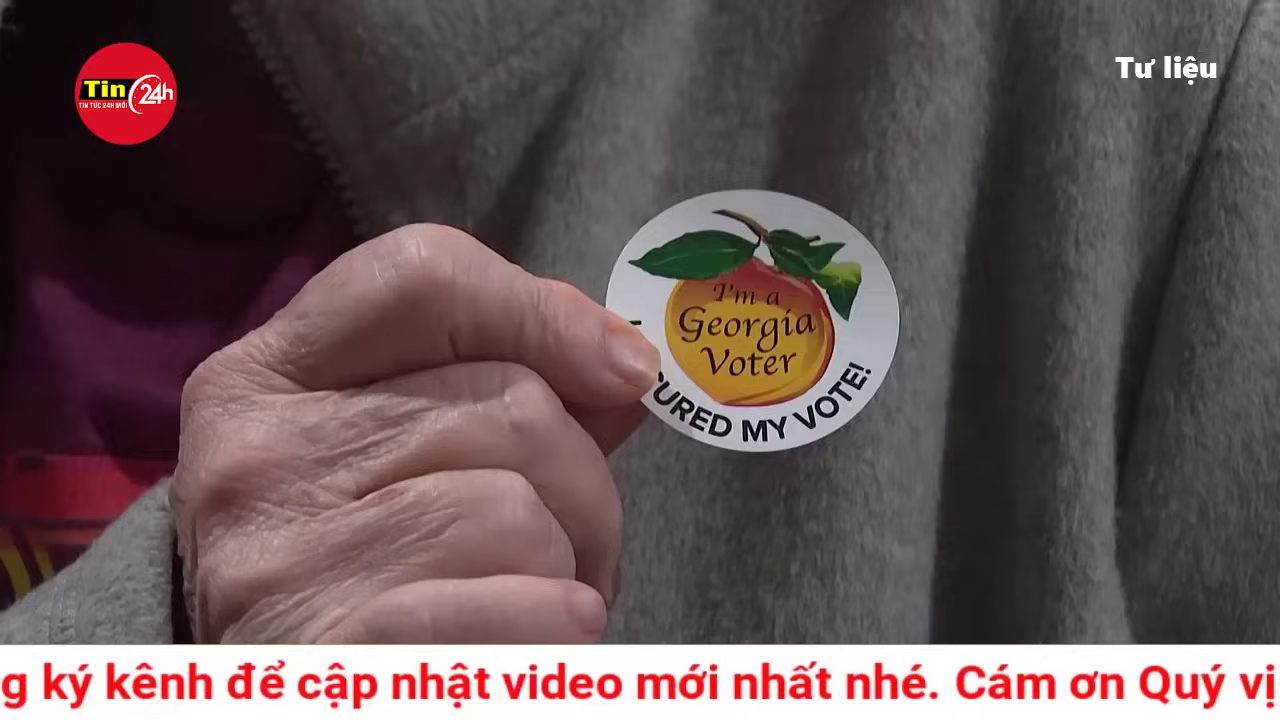 Tin 24h
TIN TỨC 24H MỚI
Tư liệu
I'm a
Georgia
Voter
CURED MY VOTE!
g ký kênh để cập nhật video mới nhất nhé. Cám ơn Quý vị